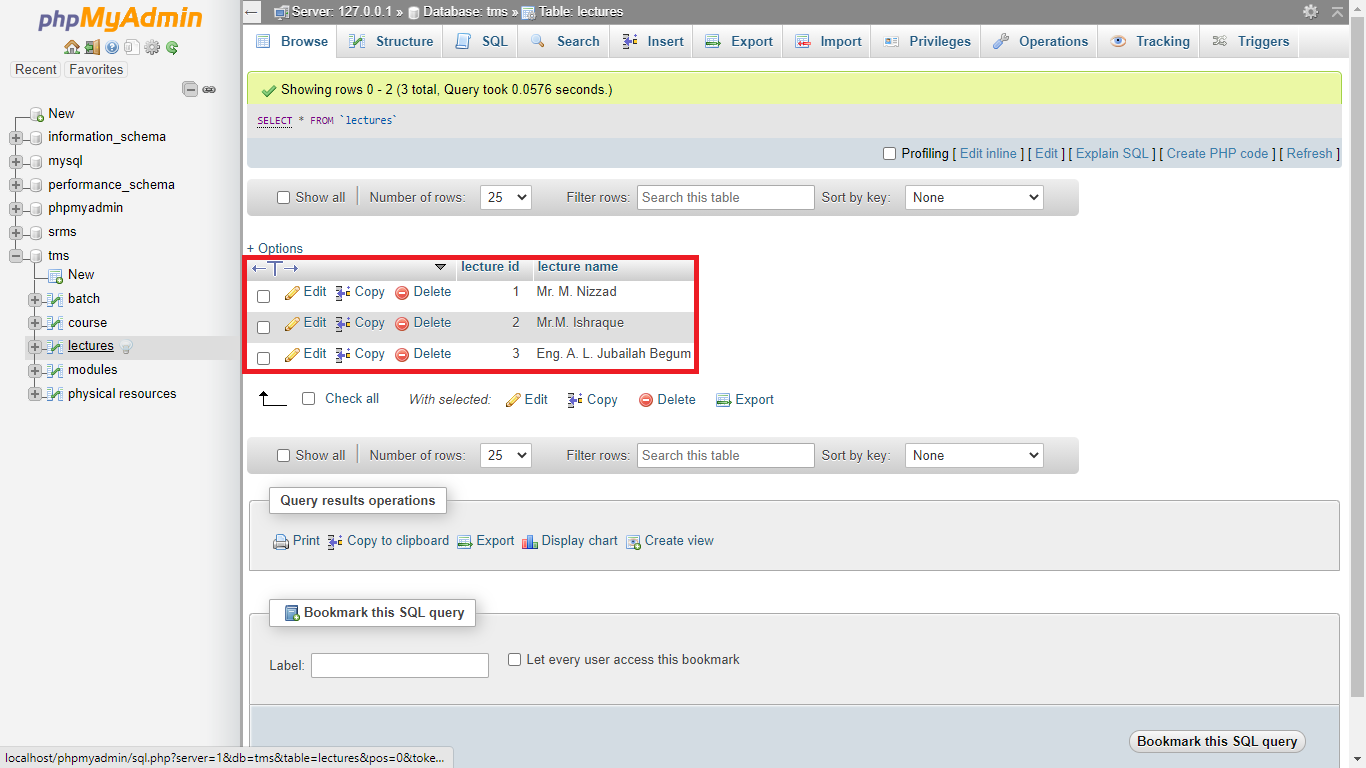 phpMyAdmin
Recent Favorites
New
information_schema
mysql
performance_schema
phpmyadmin
srms
tms
New
batch
course
lectures
modules
physical resources
Server: 127.0.0.1 » Database: tms » Table: lectures
Browse Structure SQL Search Insert Export Import Privileges Operations Tracking Triggers
Showing rows 0 - 2 (3 total, Query took 0.0576 seconds.)
SELECT * FROM `lectures`
Profiling [ Edit inline ] [ Edit ] [ Explain SQL ] [ Create PHP code ] [ Refresh ]
Show all Number of rows: 25 Filter rows: Search this table Sort by key: None
+ Options
←T→ lecture id lecture name
Edit Copy Delete 1 Mr. M. Nizzad
Edit Copy Delete 2 Mr.M. Ishraque
Edit Copy Delete 3 Eng. A. L. Jubailah Begum
Check all With selected: Edit Copy Delete Export
Show all Number of rows: 25 Filter rows: Search this table Sort by key: None
Query results operations
Print Copy to clipboard Export Display chart Create view
Bookmark this SQL query
Label: Let every user access this bookmark
Bookmark this SQL query
localhost/phpmyadmin/sql.php?server=1&db=tms&table=lectures&pos=0&toke...